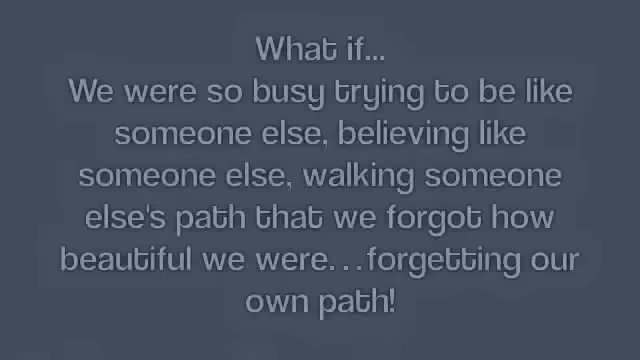 What if...
We were so busy trying to be like
someone else, believing like
someone else, walking someone
else's path that we forgot how
beautiful we were...forgetting our
own path!